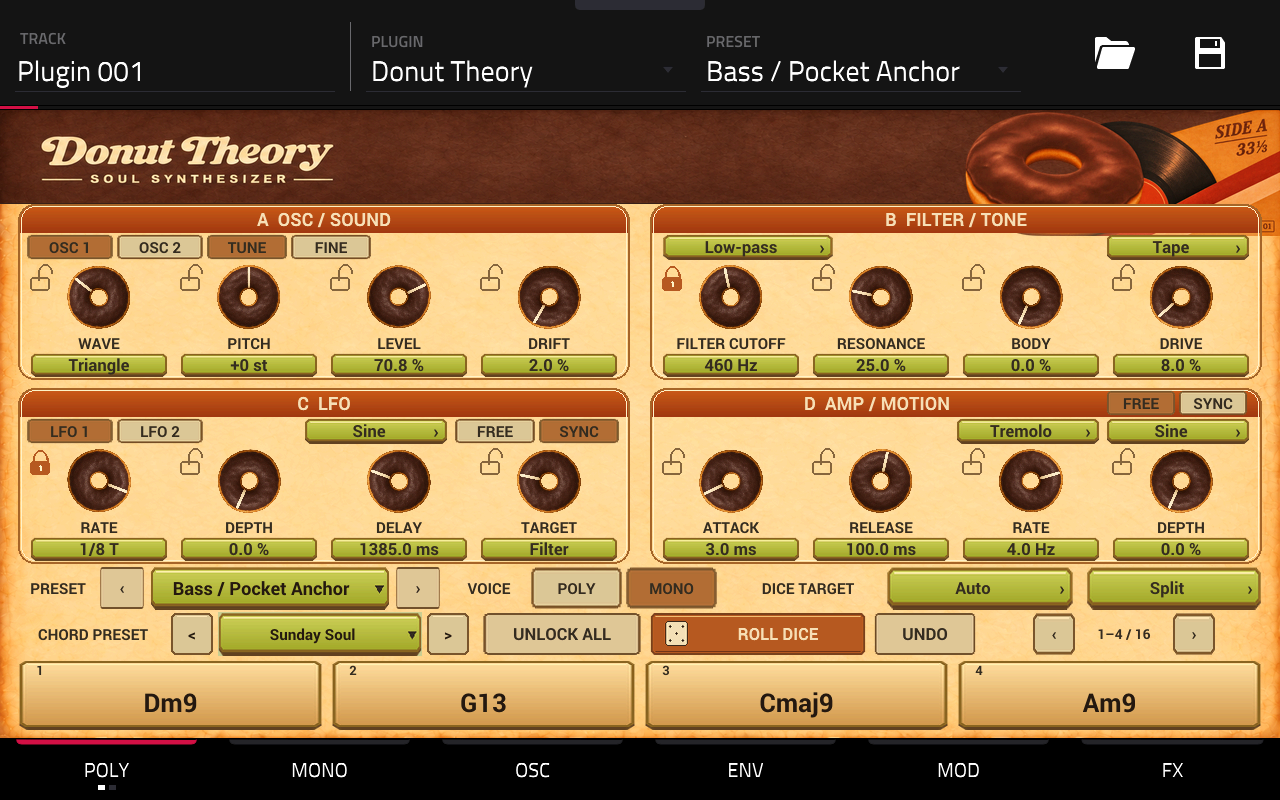 TRACK
Plugin 001
PLUGIN
Donut Theory
PRESET
Bass / Pocket Anchor
Donut Theory
SOUL SYNTHESIZER
SIDE A
33⅓
01
A OSC / SOUND
OSC 1 OSC 2 TUNE FINE
WAVE PITCH LEVEL DRIFT
Triangle +0 st 70.8 % 2.0 %
B FILTER / TONE
Low-pass › Tape ›
FILTER CUTOFF RESONANCE BODY DRIVE
460 Hz 25.0 % 0.0 % 8.0 %
C LFO
LFO 1 LFO 2 Sine › FREE SYNC
RATE DEPTH DELAY TARGET
1/8 T 0.0 % 1385.0 ms Filter
D AMP / MOTION FREE SYNC
Tremolo › Sine ›
ATTACK RELEASE RATE DEPTH
3.0 ms 100.0 ms 4.0 Hz 0.0 %
PRESET ‹ Bass / Pocket Anchor ▾ › VOICE POLY MONO DICE TARGET Auto › Split ›
CHORD PRESET < Sunday Soul ▾ > UNLOCK ALL ROLL DICE UNDO ‹ 1–4 / 16 ›
1 Dm9
2 G13
3 Cmaj9
4 Am9
POLY MONO OSC ENV MOD FX